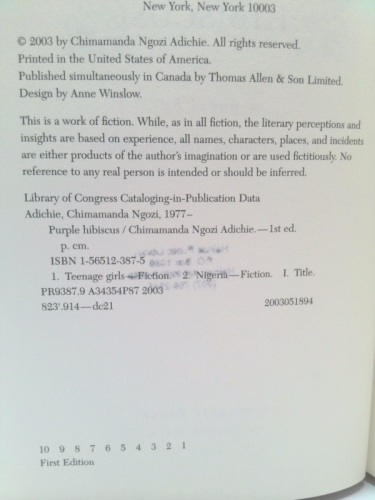 New York, New York 10003
© 2003 by Chimamanda Ngozi Adichie. All rights reserved.
Printed in the United States of America.
Published simultaneously in Canada by Thomas Allen & Son Limited.
Design by Anne Winslow.
This is a work of fiction. While, as in all fiction, the literary perceptions and
insights are based on experience, all names, characters, places, and incidents
are either products of the author's imagination or are used fictitiously. No
reference to any real person is intended or should be inferred.
Library of Congress Cataloging-in-Publication Data
Adichie, Chimamanda Ngozi, 1977–
Purple hibiscus / Chimamanda Ngozi Adichie.—1st ed.
p. cm.
ISBN 1-56512-387-5
1. Teenage girls—Fiction. 2. Nigeria—Fiction. I. Title.
PR9387.9 A34354P87 2003
823'.914—dc21 2003051894
10 9 8 7 6 5 4 3 2 1
First Edition